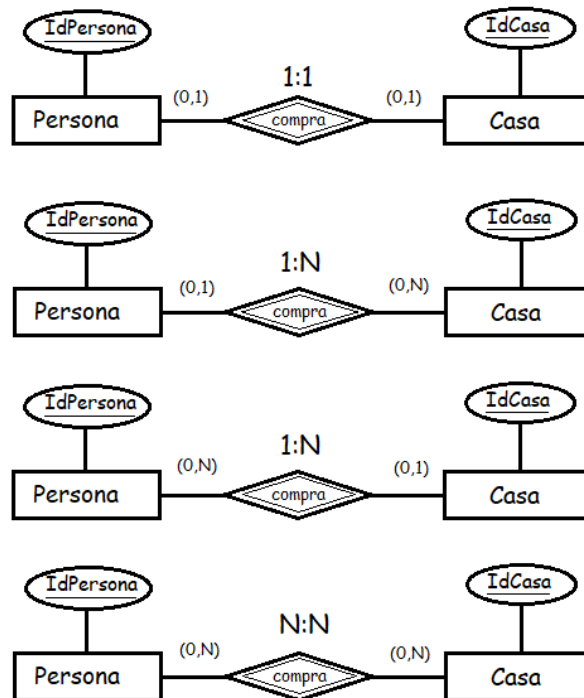 IdPersona IdCasa
1:1
(0,1) (0,1)
Persona compra Casa
IdPersona IdCasa
1:N
(0,1) (0,N)
Persona compra Casa
IdPersona IdCasa
1:N
(0,N) (0,1)
Persona compra Casa
IdPersona IdCasa
N:N
(0,N) (0,N)
Persona compra Casa